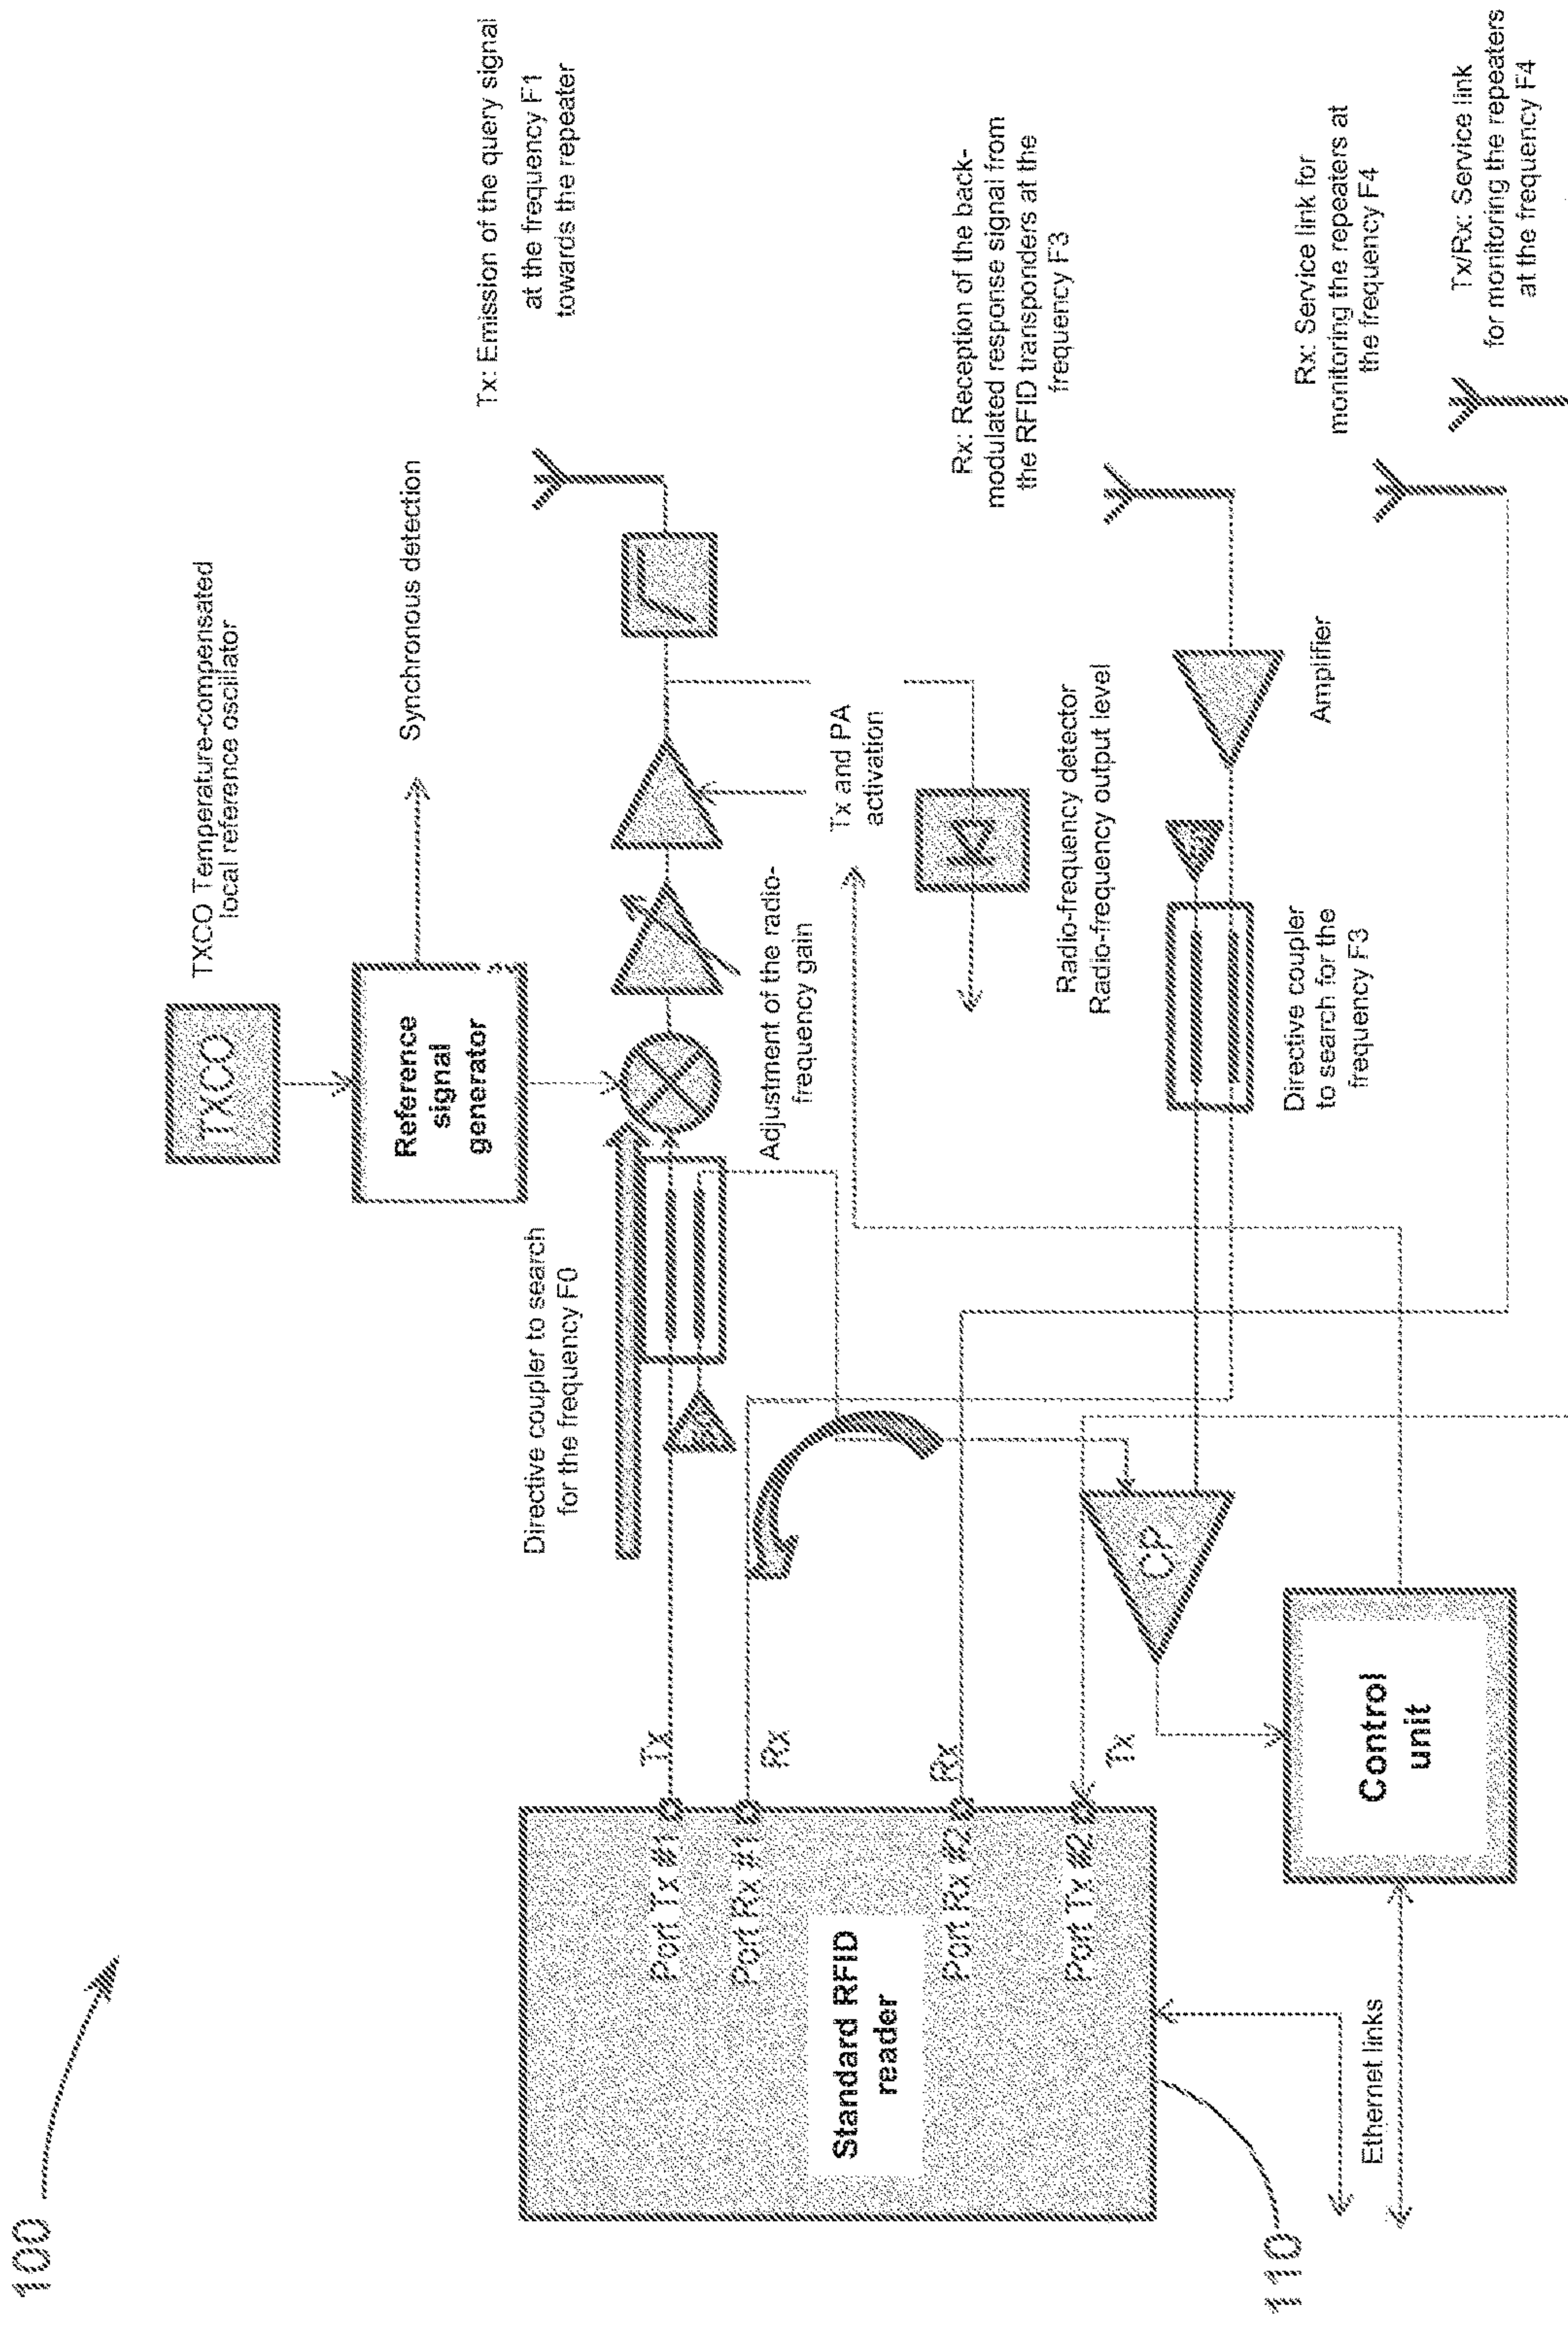 100
TXCO
TXCO Temperature-compensated
local reference oscillator
Reference
signal
generator
Synchronous detection
Tx: Emission of the query signal
at the frequency F1
towards the repeater
Directive coupler to search
for the frequency F0
Adjustment of the radio-
frequency gain
Tx and PA
activation
Radio-frequency detector
Radio-frequency output level
Rx: Reception of the back-
modulated response signal from
the RFID transponders at the
frequency F3
Amplifier
Directive coupler
to search for the
frequency F3
Rx: Service link for
monitoring the repeaters at
the frequency F4
Tx/Rx: Service link
for monitoring the repeaters
at the frequency F4
Port Tx #1
Tx
Port Rx #1
Rx
Standard RFID
reader
Port Rx #2
Rx
Port Tx #2
Tx
CP
Control
unit
Ethernet links
110